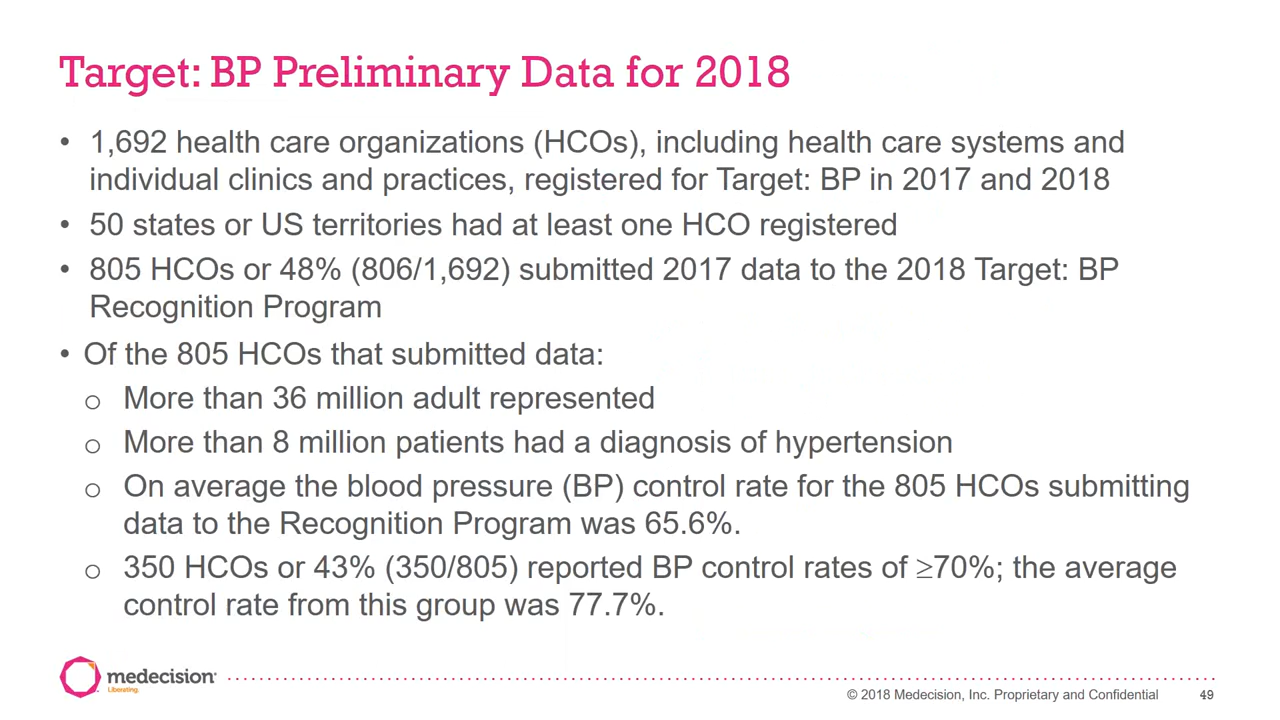 Target: BP Preliminary Data for 2018
• 1,692 health care organizations (HCOs), including health care systems and
individual clinics and practices, registered for Target: BP in 2017 and 2018
• 50 states or US territories had at least one HCO registered
• 805 HCOs or 48% (806/1,692) submitted 2017 data to the 2018 Target: BP
Recognition Program
• Of the 805 HCOs that submitted data:
o More than 36 million adult represented
o More than 8 million patients had a diagnosis of hypertension
o On average the blood pressure (BP) control rate for the 805 HCOs submitting
data to the Recognition Program was 65.6%.
o 350 HCOs or 43% (350/805) reported BP control rates of ≥70%; the average
control rate from this group was 77.7%.
medecision
Liberating.
© 2018 Medecision, Inc. Proprietary and Confidential 49